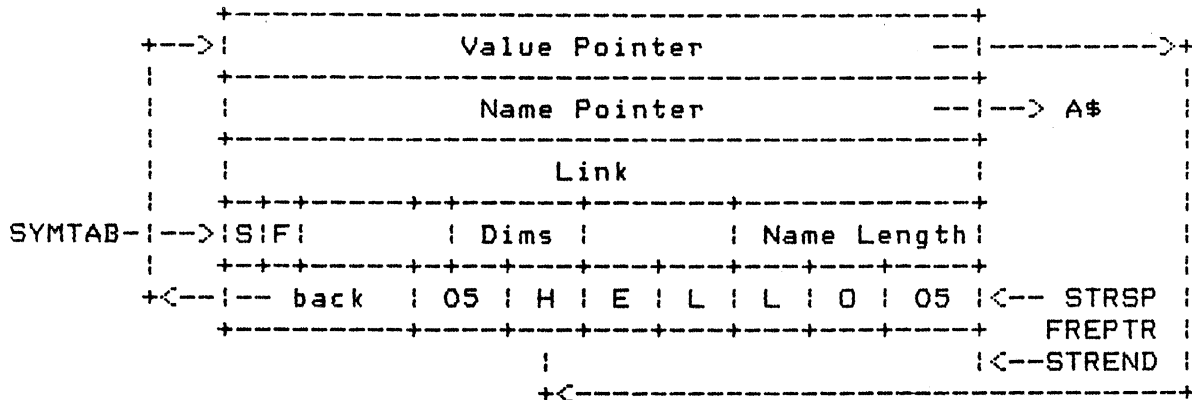 Value Pointer
Name Pointer --> A$
Link
SYMTAB- --> S F Dims Name Length
-- back 05 H E L L O 05 <-- STRSP
FREPTR
<--STREND